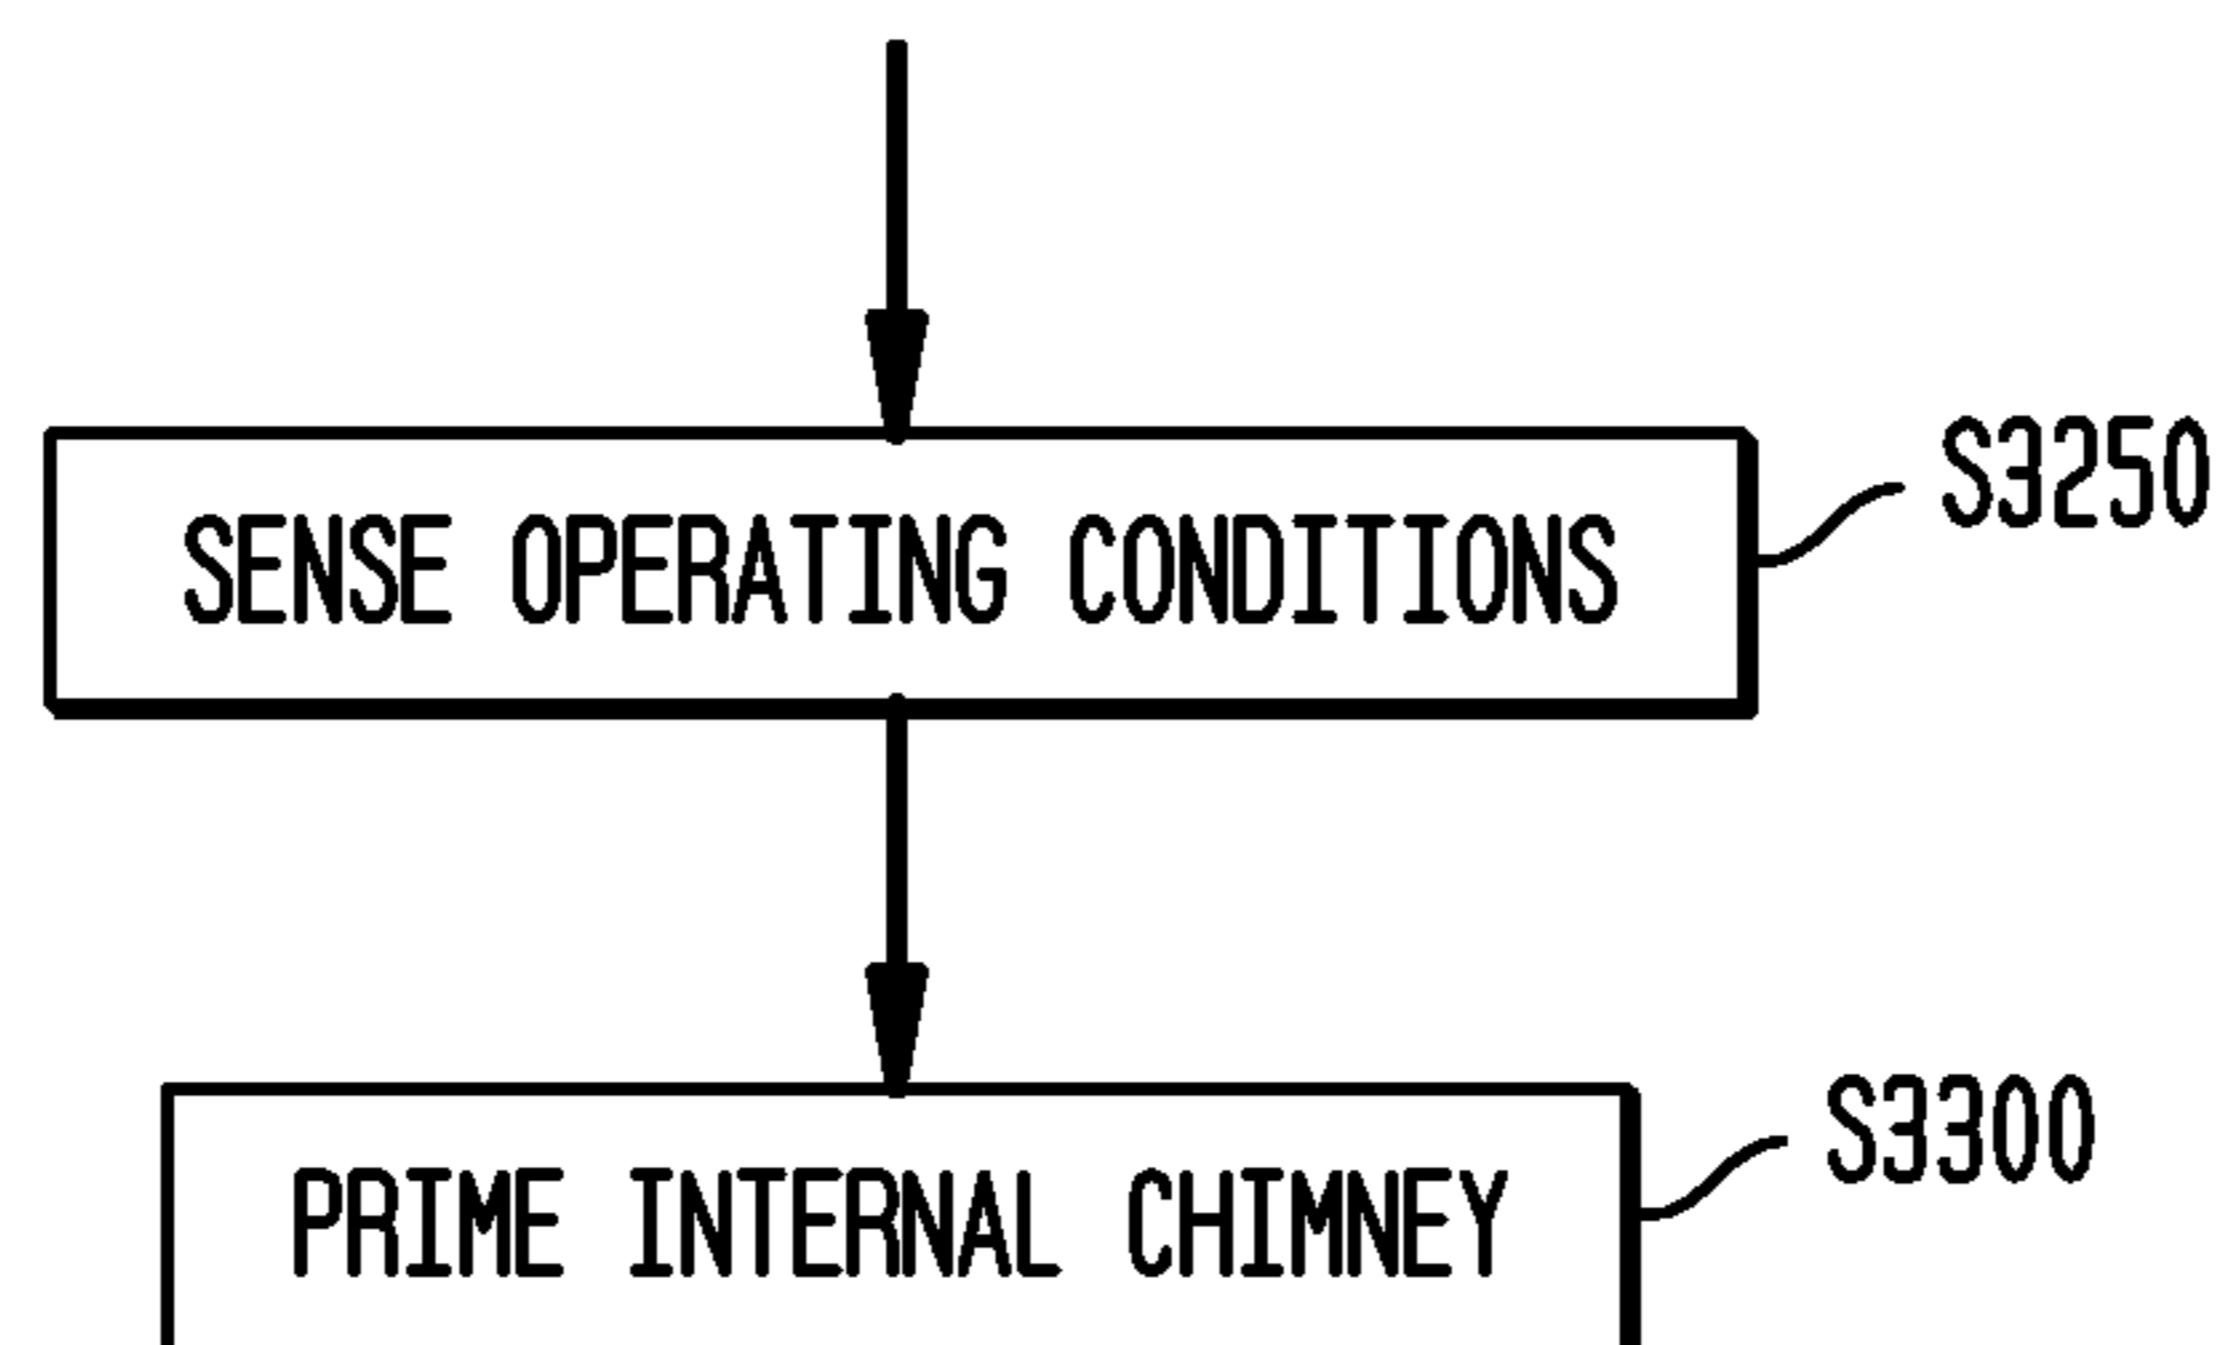 S3250
SENSE OPERATING CONDITIONS
S3300
PRIME INTERNAL CHIMNEY